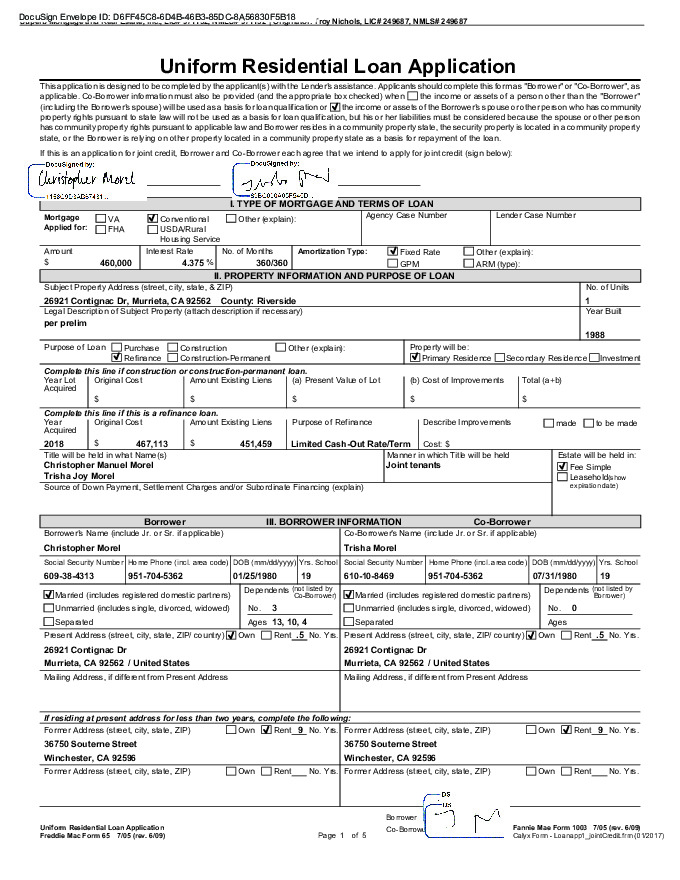 DocuSign Envelope ID: D6FF45C8-6D4B-46B3-85DC-8A56830F5B18
Troy Nichols, LIC# 249687, NMLS# 249687
Uniform Residential Loan Application
This application is designed to be completed by the applicant(s) with the Lender's assistance. Applicants should complete this form as "Borrower" or "Co-Borrower", as
applicable. Co-Borrower information must also be provided (and the appropriate box checked) when the income or assets of a person other than the "Borrower"
(including the Borrower's spouse) will be used as a basis for loan qualification or the income or assets of the Borrower's spouse or other person who has community
property rights pursuant to state law will not be used as a basis for loan qualification, but his or her liabilities must be considered because the spouse or other person
has community property rights pursuant to applicable law and Borrower resides in a community property state, the security property is located in a community property
state, or the Borrower is relying on other property located in a community property state as a basis for repayment of the loan.
If this is an application for joint credit, Borrower and Co-Borrower each agree that we intend to apply for joint credit (sign below):
DocuSigned by: DocuSigned by:
Christopher Morel
I. TYPE OF MORTGAGE AND TERMS OF LOAN
Mortgage Applied for: VA Conventional Other (explain): Agency Case Number Lender Case Number
FHA USDA/Rural Housing Service
Amount Interest Rate No. of Months Amortization Type: Fixed Rate Other (explain):
$ 460,000 4.375 % 360/360 GPM ARM (type):
II. PROPERTY INFORMATION AND PURPOSE OF LOAN
Subject Property Address (street, city, state, & ZIP) No. of Units
26921 Contignac Dr, Murrieta, CA 92562 County: Riverside 1
Legal Description of Subject Property (attach description if necessary) Year Built
per prelim 1988
Purpose of Loan Purchase Construction Other (explain): Property will be:
Refinance Construction-Permanent Primary Residence Secondary Residence Investment
Complete this line if construction or construction-permanent loan.
Year Lot Acquired Original Cost Amount Existing Liens (a) Present Value of Lot (b) Cost of Improvements Total (a+b)
$ $ $ $ $
Complete this line if this is a refinance loan.
Year Acquired Original Cost Amount Existing Liens Purpose of Refinance Describe Improvements made to be made
2018 $ 467,113 $ 451,459 Limited Cash-Out Rate/Term Cost: $
Title will be held in what Name(s) Manner in which Title will be held Estate will be held in:
Christopher Manuel Morel Joint tenants Fee Simple
Trisha Joy Morel Leasehold (show expiration date)
Source of Down Payment, Settlement Charges and/or Subordinate Financing (explain)
Borrower III. BORROWER INFORMATION Co-Borrower
Borrower's Name (include Jr. or Sr. if applicable) Co-Borrower's Name (include Jr. or Sr. if applicable)
Christopher Morel Trisha Morel
Social Security Number Home Phone (incl. area code) DOB (mm/dd/yyyy) Yrs. School Social Security Number Home Phone (incl. area code) DOB (mm/dd/yyyy) Yrs. School
609-38-4313 951-704-5362 01/25/1980 19 610-10-8469 951-704-5362 07/31/1980 19
Married (includes registered domestic partners) Dependents (not listed by Co-Borrower) Married (includes registered domestic partners) Dependents (not listed by Borrower)
Unmarried (includes single, divorced, widowed) No. 3 Unmarried (includes single, divorced, widowed) No. 0
Separated Ages 13, 10, 4 Separated Ages
Present Address (street, city, state, ZIP/ country) Own Rent .5 No. Yrs. Present Address (street, city, state, ZIP/ country) Own Rent .5 No. Yrs.
26921 Contignac Dr 26921 Contignac Dr
Murrieta, CA 92562 / United States Murrieta, CA 92562 / United States
Mailing Address, if different from Present Address Mailing Address, if different from Present Address
If residing at present address for less than two years, complete the following:
Former Address (street, city, state, ZIP) Own Rent 9 No. Yrs. Former Address (street, city, state, ZIP) Own Rent 9 No. Yrs.
36750 Souterne Street 36750 Souterne Street
Winchester, CA 92596 Winchester, CA 92596
Former Address (street, city, state, ZIP) Own Rent No. Yrs. Former Address (street, city, state, ZIP) Own Rent No. Yrs.
DS
DS
Borrower
Co-Borrower
Uniform Residential Loan Application Fannie Mae Form 1003 7/05 (rev. 6/09)
Freddie Mac Form 65 7/05 (rev. 6/09) Page 1 of 5 Calyx Form - Loanapp1_jointCredit.frm (01/2017)